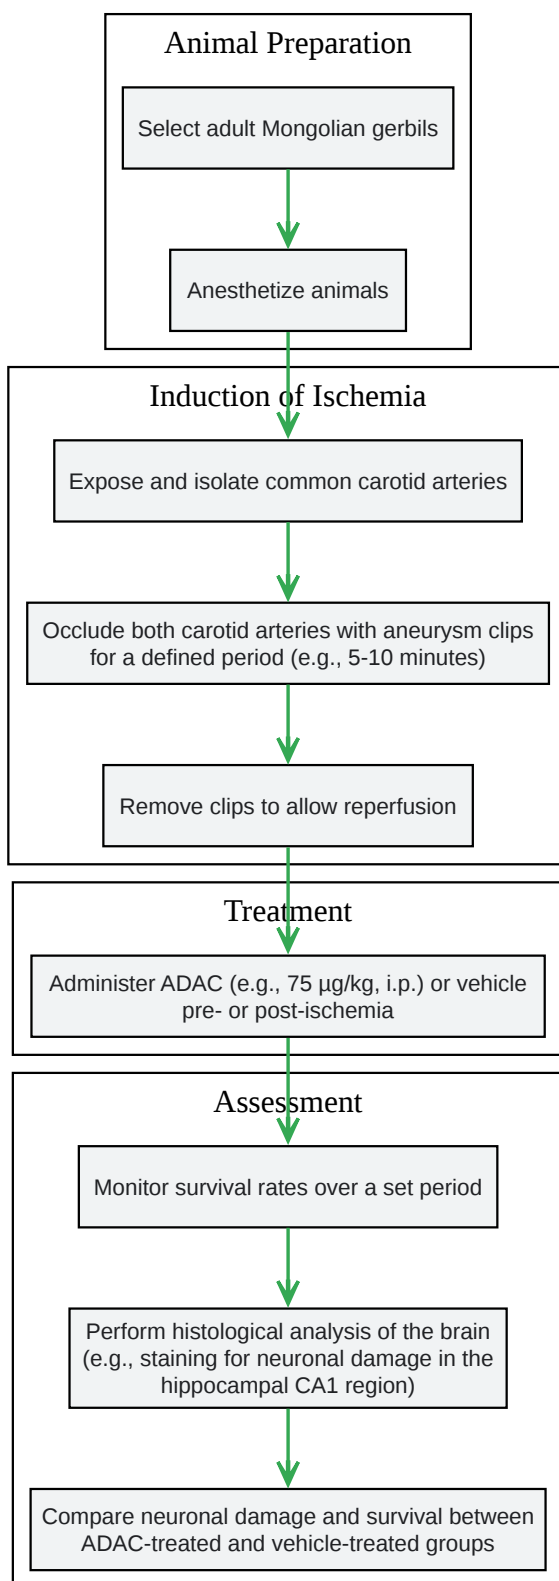 Animal Preparation
Select adult Mongolian gerbils
Anesthetize animals
Induction of Ischemia
Expose and isolate common carotid arteries
Occlude both carotid arteries with aneurysm clips
for a defined period (e.g., 5-10 minutes)
Remove clips to allow reperfusion
Treatment
Administer ADAC (e.g., 75 µg/kg, i.p.) or vehicle
pre- or post-ischemia
Assessment
Monitor survival rates over a set period
Perform histological analysis of the brain
(e.g., staining for neuronal damage in the
hippocampal CA1 region)
Compare neuronal damage and survival between
ADAC-treated and vehicle-treated groups